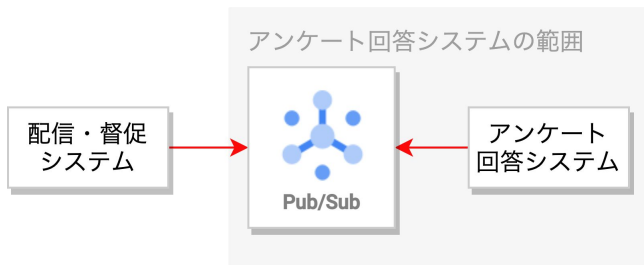 アンケート回答システムの範囲
配信・督促
システム
Pub/Sub
アンケート
回答システム